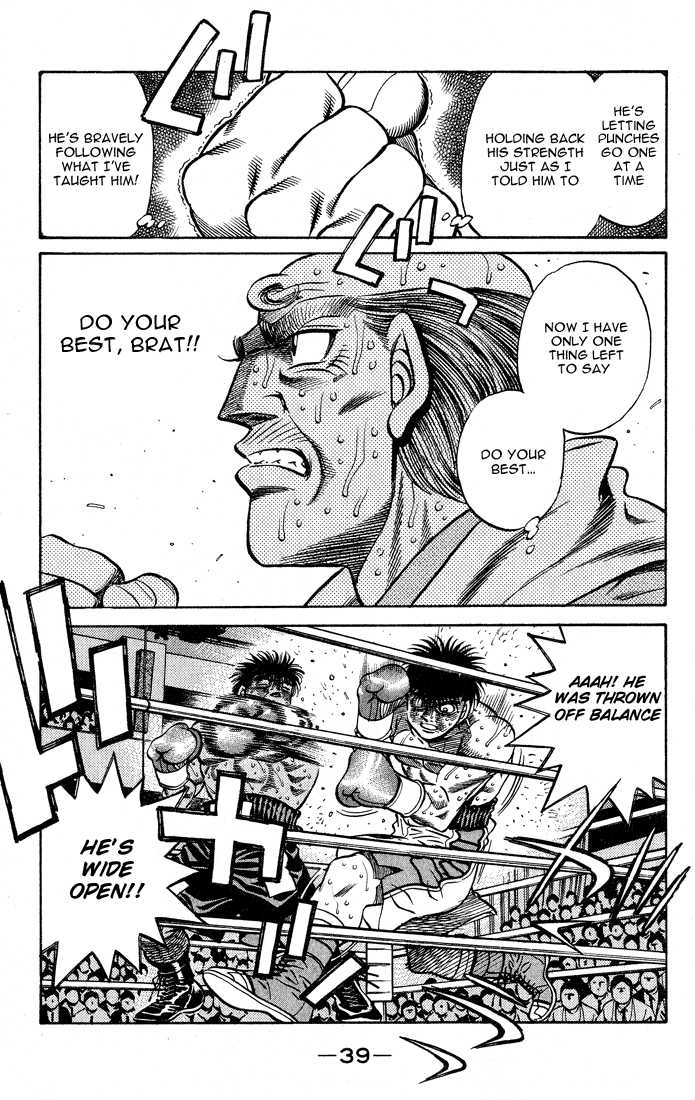 HE'S
LETTING
PUNCHES
GO ONE
AT A
TIME
HOLDING BACK
HIS STRENGTH
JUST AS I
TOLD HIM TO
HE'S BRAVELY
FOLLOWING
WHAT I'VE
TAUGHT HIM!
NOW I HAVE
ONLY ONE
THING LEFT
TO SAY
DO YOUR
BEST...
DO YOUR
BEST, BRAT!!
AAAH! HE
WAS THROWN
OFF BALANCE
HE'S
WIDE
OPEN!!
—39—